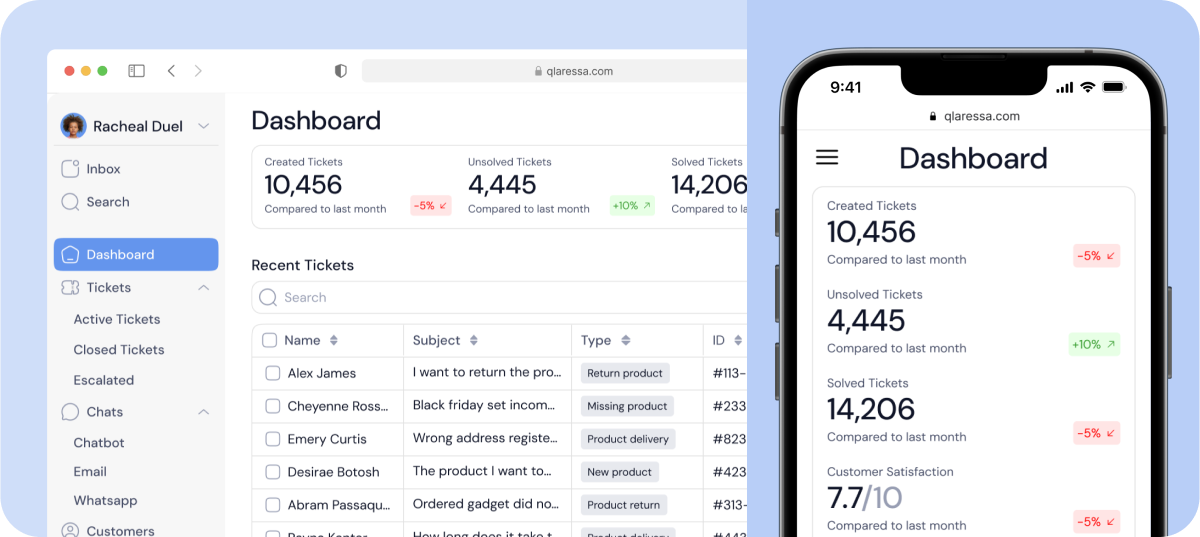 qlaressa.com
Racheal Duel
Inbox
Search
Dashboard
Tickets
Active Tickets
Closed Tickets
Escalated
Chats
Chatbot
Email
Whatsapp
Customers
Dashboard
Created Tickets
10,456
Compared to last month
-5%
Unsolved Tickets
4,445
Compared to last month
+10%
Solved Tickets
14,206
Compared to la
Recent Tickets
Search
Name Subject Type ID
Alex James I want to return the pro... Return product #113-
Cheyenne Ross... Black friday set incom... Missing product #233
Emery Curtis Wrong address registe... Product delivery #823
Desirae Botosh The product I want to... New product #423
Abram Passaqu... Ordered gadget did no... Product return #313-
How long does it take t Product delivery #443
9:41
qlaressa.com
Dashboard
Created Tickets
10,456
Compared to last month
-5%
Unsolved Tickets
4,445
Compared to last month
+10%
Solved Tickets
14,206
Compared to last month
-5%
Customer Satisfaction
7.7/10
Compared to last month
-5%